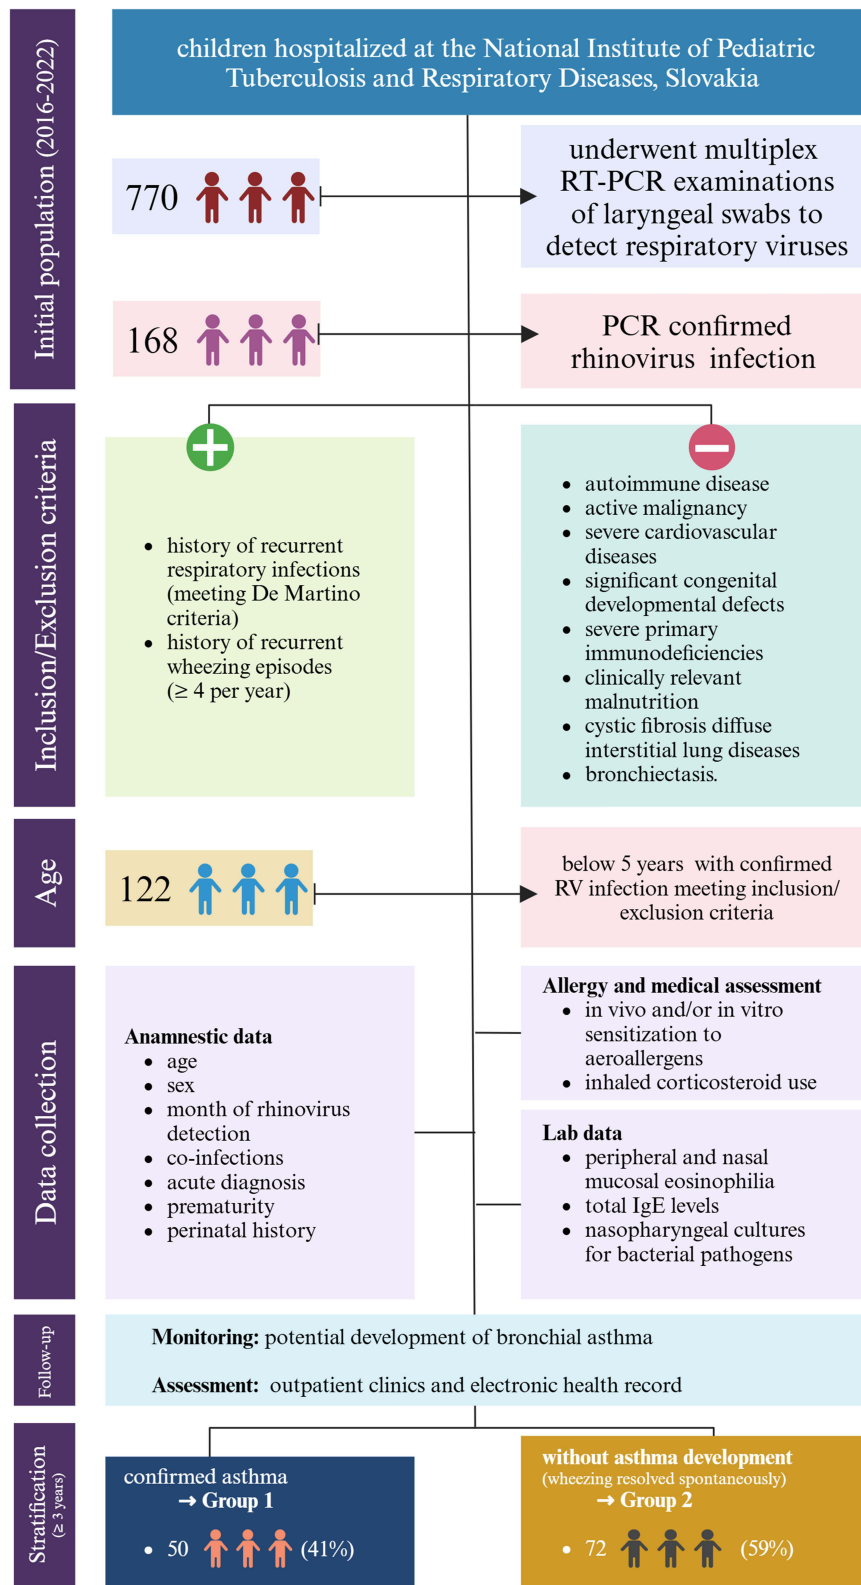 Initial population (2016-2022)
children hospitalized at the National Institute of Pediatric
Tuberculosis and Respiratory Diseases, Slovakia
770
underwent multiplex
RT-PCR examinations
of laryngeal swabs to
detect respiratory viruses
168
PCR confirmed
rhinovirus infection
Inclusion/Exclusion criteria
• history of recurrent
respiratory infections
(meeting De Martino
criteria)
• history of recurrent
wheezing episodes
(≥ 4 per year)
• autoimmune disease
• active malignancy
• severe cardiovascular
diseases
• significant congenital
developmental defects
• severe primary
immunodeficiencies
• clinically relevant
malnutrition
• cystic fibrosis diffuse
interstitial lung diseases
• bronchiectasis.
Age
122
below 5 years with confirmed
RV infection meeting inclusion/
exclusion criteria
Data collection
Anamnestic data
• age
• sex
• month of rhinovirus
detection
• co-infections
• acute diagnosis
• prematurity
• perinatal history
Allergy and medical assessment
• in vivo and/or in vitro
sensitization to
aeroallergens
• inhaled corticosteroid use
Lab data
• peripheral and nasal
mucosal eosinophilia
• total IgE levels
• nasopharyngeal cultures
for bacterial pathogens
Follow-up
Monitoring: potential development of bronchial asthma
Assessment: outpatient clinics and electronic health record
Stratification
(≥ 3 years)
confirmed asthma
→ Group 1
• 50 (41%)
without asthma development
(wheezing resolved spontaneously)
→ Group 2
• 72 (59%)